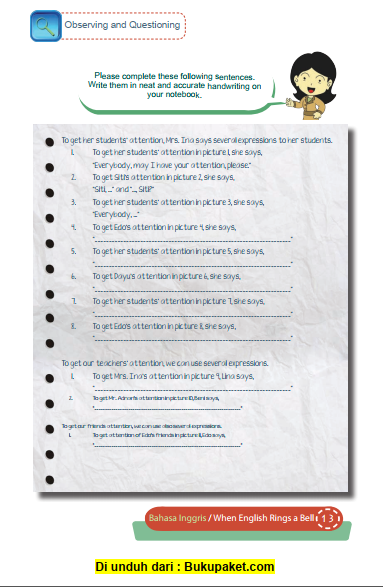 Observing and Questioning
Please complete these following sentences.
Write them in neat and accurate handwriting on
your notebook.
To get her students' attention, Mrs. Ina says several expressions to her students.
1. To get her students' attention in picture 1, she says,
"Everybody, may I have your attention, please."
2. To get Siti's attention in picture 2, she says,
"Siti, ..." and "..., Siti?"
3. To get her students' attention in picture 3, she says,
"Everybody, ..."
4. To get Edo's attention in picture 4, she says,
"______"
5. To get her students' attention in picture 5, she says,
"______"
6. To get Dayu's attention in picture 6, she says,
"______"
7. To get her students' attention in picture 7, she says,
"______"
8. To get Edo's attention in picture 8, she says,
"______"
To get our teachers' attention, we can use several expressions.
1. To get Mrs. Ina's attention in picture 9, Lina says,
"______"
2. To get Mr. Adnan's attention in picture 10, Beni says,
"______"
To get our friends attention, we can use also several expressions.
1. To get attention of Edo's friends in picture 11, Edo says,
"______"
Bahasa Inggris / When English Rings a Bell 13
Di unduh dari : Bukupaket.com